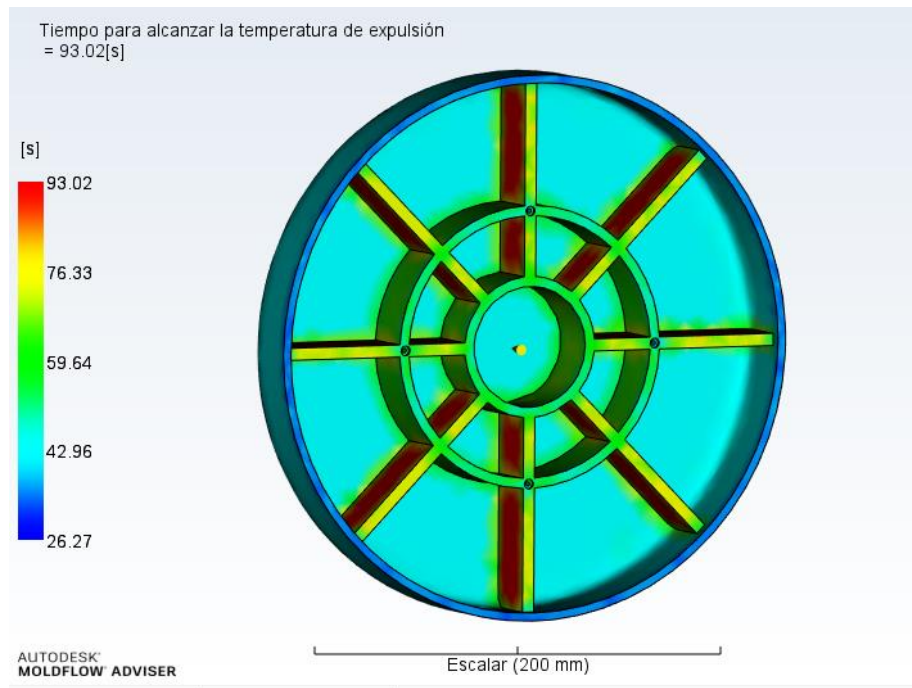 Tiempo para alcanzar la temperatura de expulsión
= 93.02[s]
[s]
93.02
76.33
59.64
42.96
26.27
AUTODESK'
MOLDFLOW ADVISER
Escalar (200 mm)